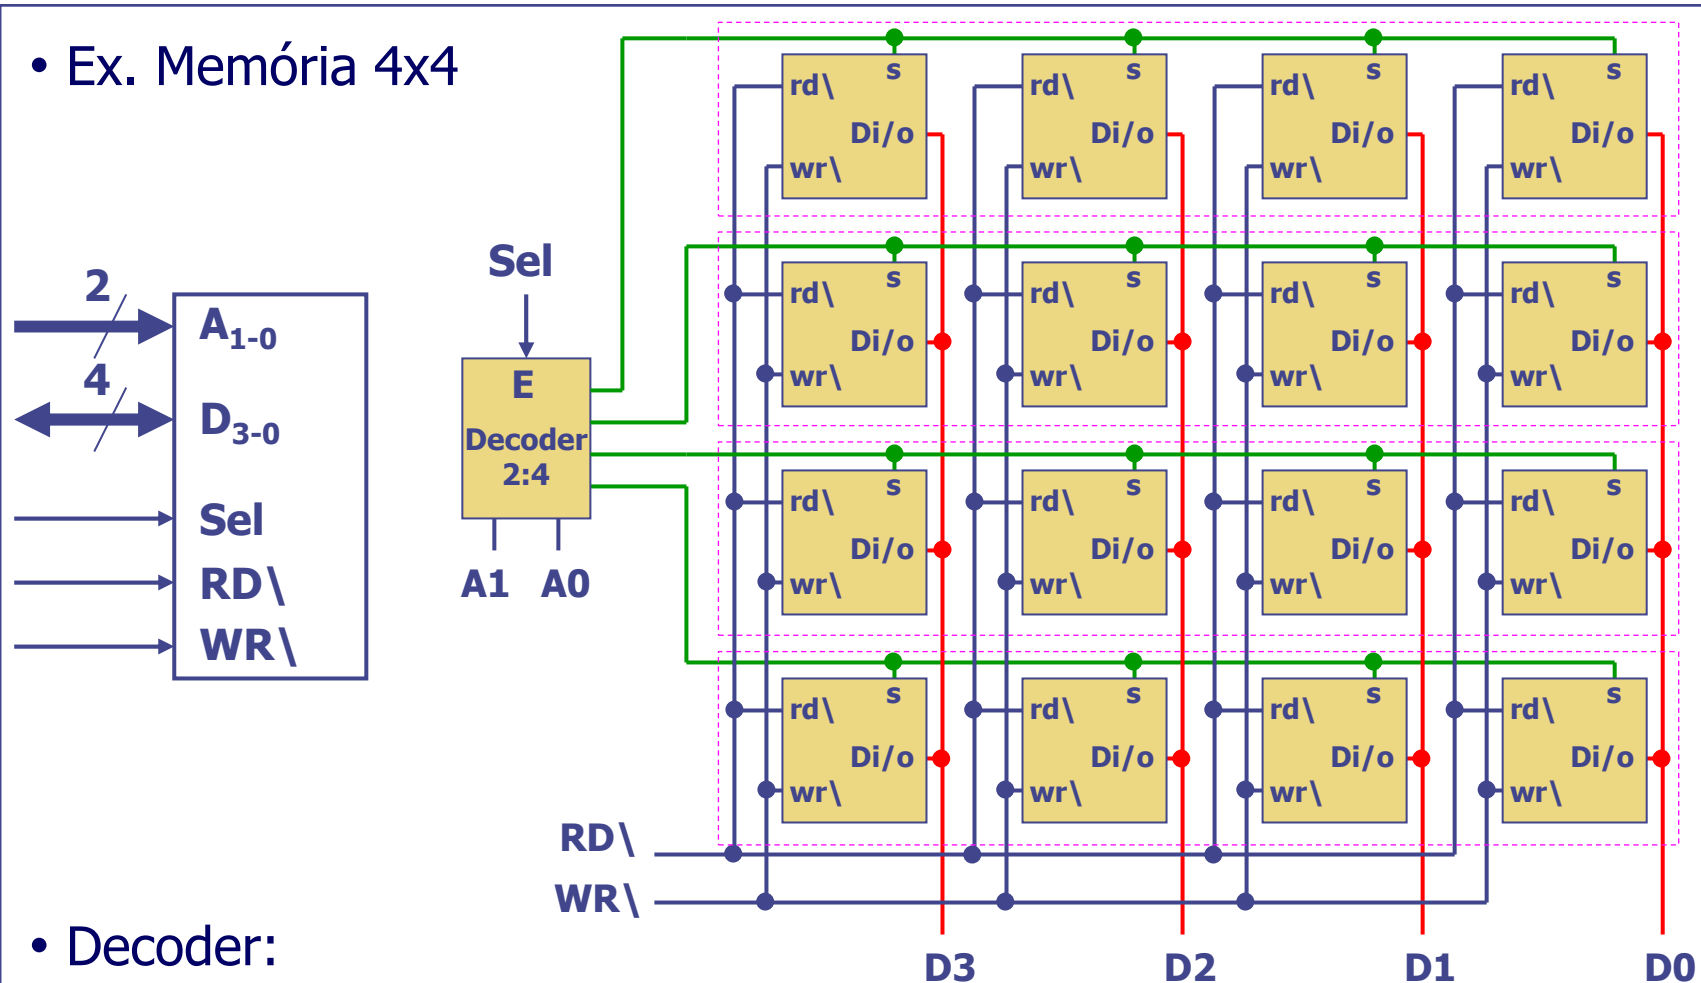 • Ex. Memória 4x4
s s s s
rd\ rd\ rd\ rd\
Di/o Di/o Di/o Di/o
wr\ wr\ wr\ wr\
Sel
s s s s
rd\ rd\ rd\ rd\
Di/o Di/o Di/o Di/o
wr\ wr\ wr\ wr\
2
A1-0
4
D3-0
Sel
RD\
WR\
E
Decoder
2:4
A1 A0
s s s s
rd\ rd\ rd\ rd\
Di/o Di/o Di/o Di/o
wr\ wr\ wr\ wr\
s s s s
rd\ rd\ rd\ rd\
Di/o Di/o Di/o Di/o
wr\ wr\ wr\ wr\
RD\
WR\
D3 D2 D1 D0
• Decoder: